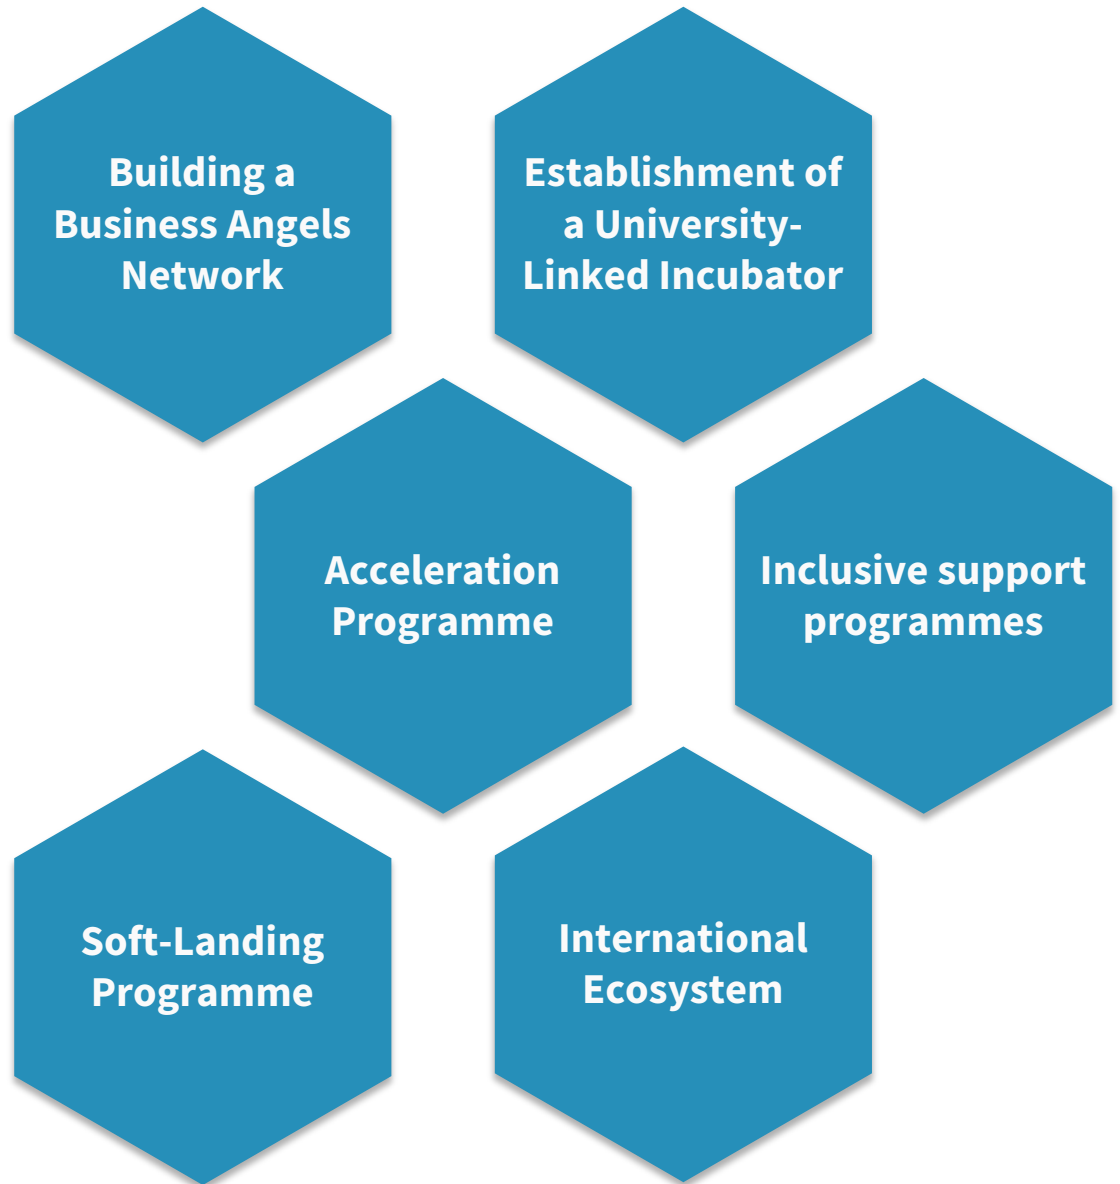 Building a
Business Angels
Network
Establishment of
a University-
Linked Incubator
Acceleration
Programme
Inclusive support
programmes
Soft-Landing
Programme
International
Ecosystem